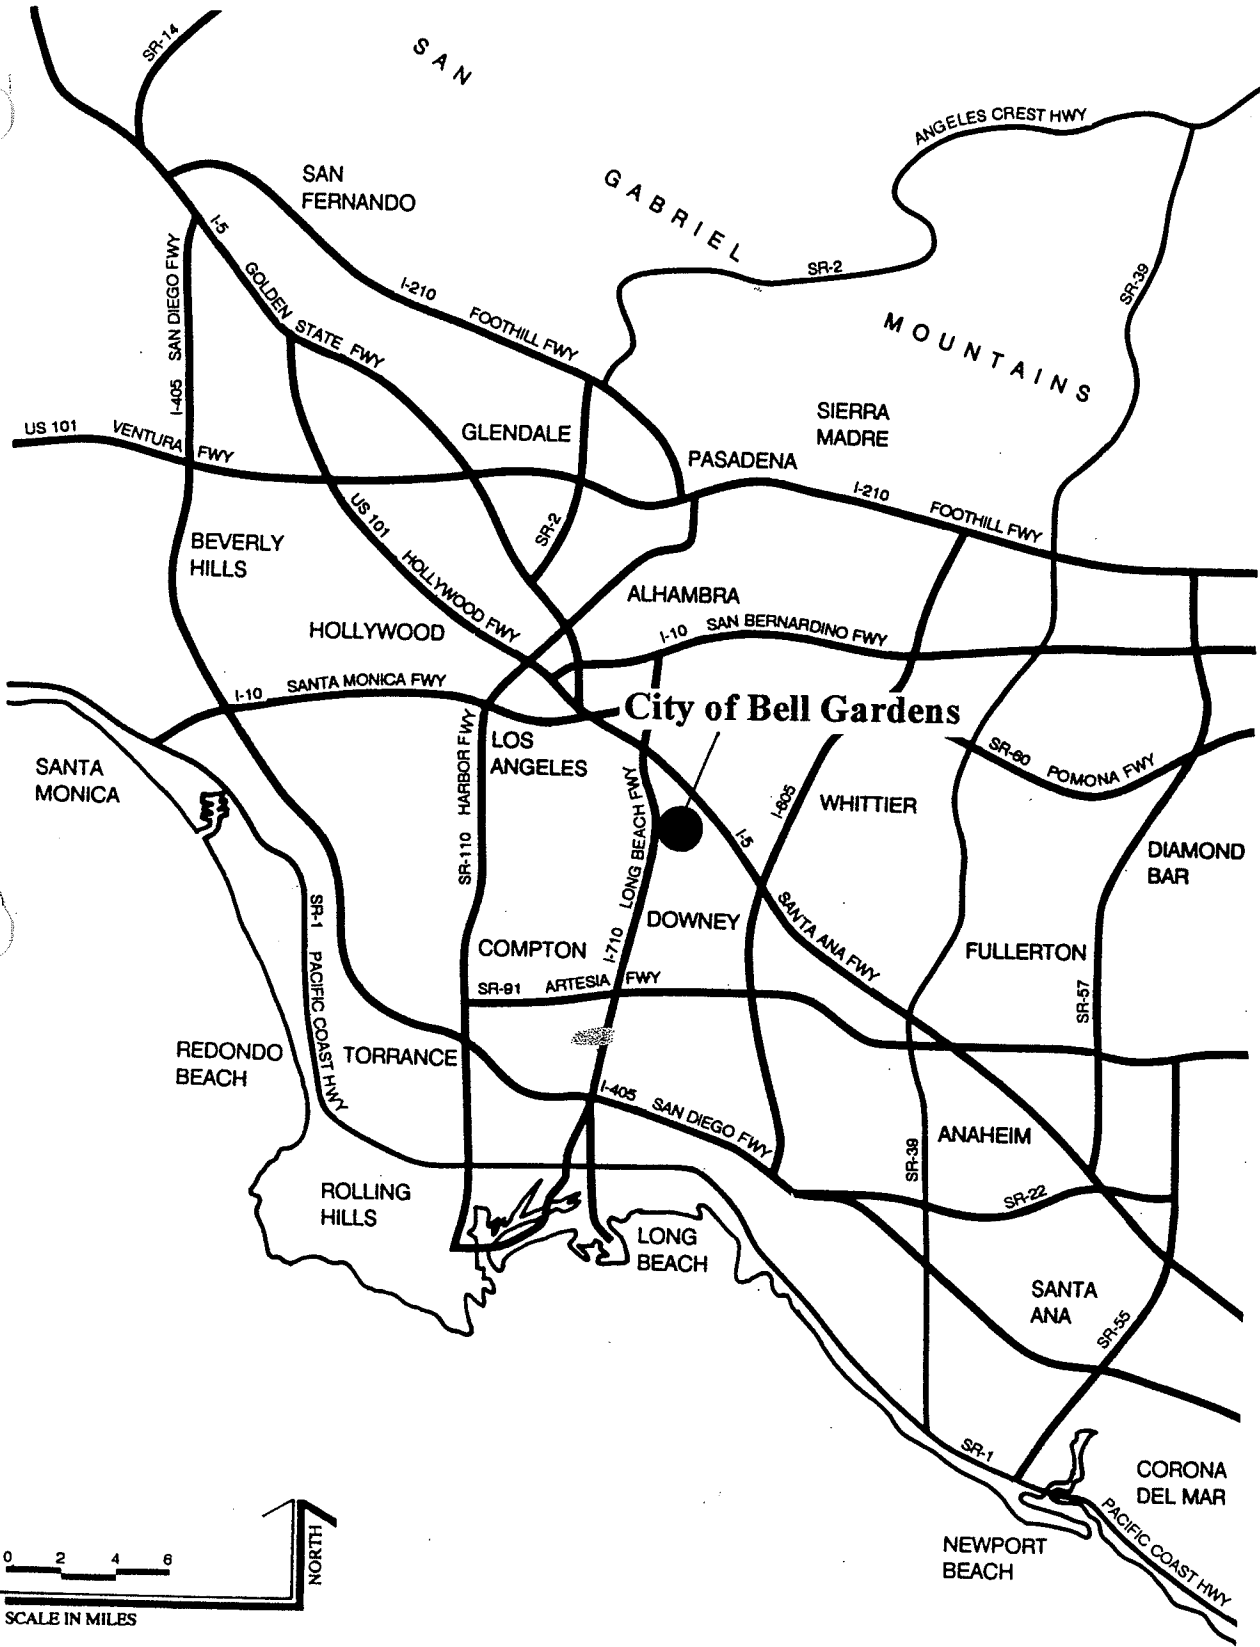 SR-14
SAN
GABRIEL
MOUNTAINS
ANGELES CREST HWY
SAN
FERNANDO
I-5
SR-2
SR-39
I-405 SAN DIEGO FWY
GOLDEN STATE FWY
I-210 FOOTHILL FWY
US 101 VENTURA FWY
GLENDALE
SIERRA
MADRE
PASADENA
I-210 FOOTHILL FWY
US 101 HOLLYWOOD FWY
SR-2
BEVERLY
HILLS
ALHAMBRA
HOLLYWOOD
I-10 SAN BERNARDINO FWY
I-10 SANTA MONICA FWY
City of Bell Gardens
LOS
ANGELES
SR-110 HARBOR FWY
SANTA
MONICA
SR-60 POMONA FWY
I-710 LONG BEACH FWY
I-605
WHITTIER
I-5
DIAMOND
BAR
SR-1 PACIFIC COAST HWY
DOWNEY
SANTA ANA FWY
COMPTON
FULLERTON
SR-91 ARTESIA FWY
SR-57
REDONDO
BEACH
TORRANCE
I-405 SAN DIEGO FWY
ANAHEIM
SR-39
ROLLING
HILLS
SR-22
LONG
BEACH
SANTA
ANA
SR-55
SR-1
CORONA
DEL MAR
PACIFIC COAST HWY
NEWPORT
BEACH
0 2 4 6
NORTH
SCALE IN MILES